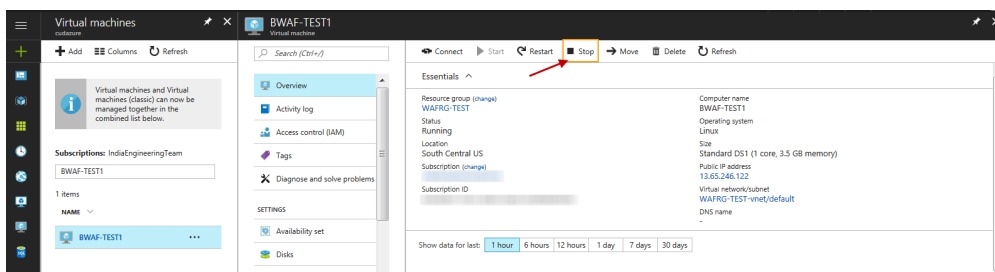 Virtual machines
cudazure
Add Columns Refresh
Virtual machines and Virtual
machines (classic) can now be
managed together in the
combined list below.
Subscriptions: IndiaEngineeringTeam
BWAF-TEST1
1 items
NAME
BWAF-TEST1 ...
BWAF-TEST1
Virtual machine
Search (Ctrl+/)
Overview
Activity log
Access control (IAM)
Tags
Diagnose and solve problems
SETTINGS
Availability set
Disks
Connect Start Restart Stop Move Delete Refresh
Essentials
Resource group (change)
WAFRG-TEST
Status
Running
Location
South Central US
Subscription (change)
Subscription ID
Computer name
BWAF-TEST1
Operating system
Linux
Size
Standard DS1 (1 core, 3.5 GB memory)
Public IP address
13.65.246.122
Virtual network/subnet
WAFRG-TEST-vnet/default
DNS name
-
Show data for last: 1 hour 6 hours 12 hours 1 day 7 days 30 days